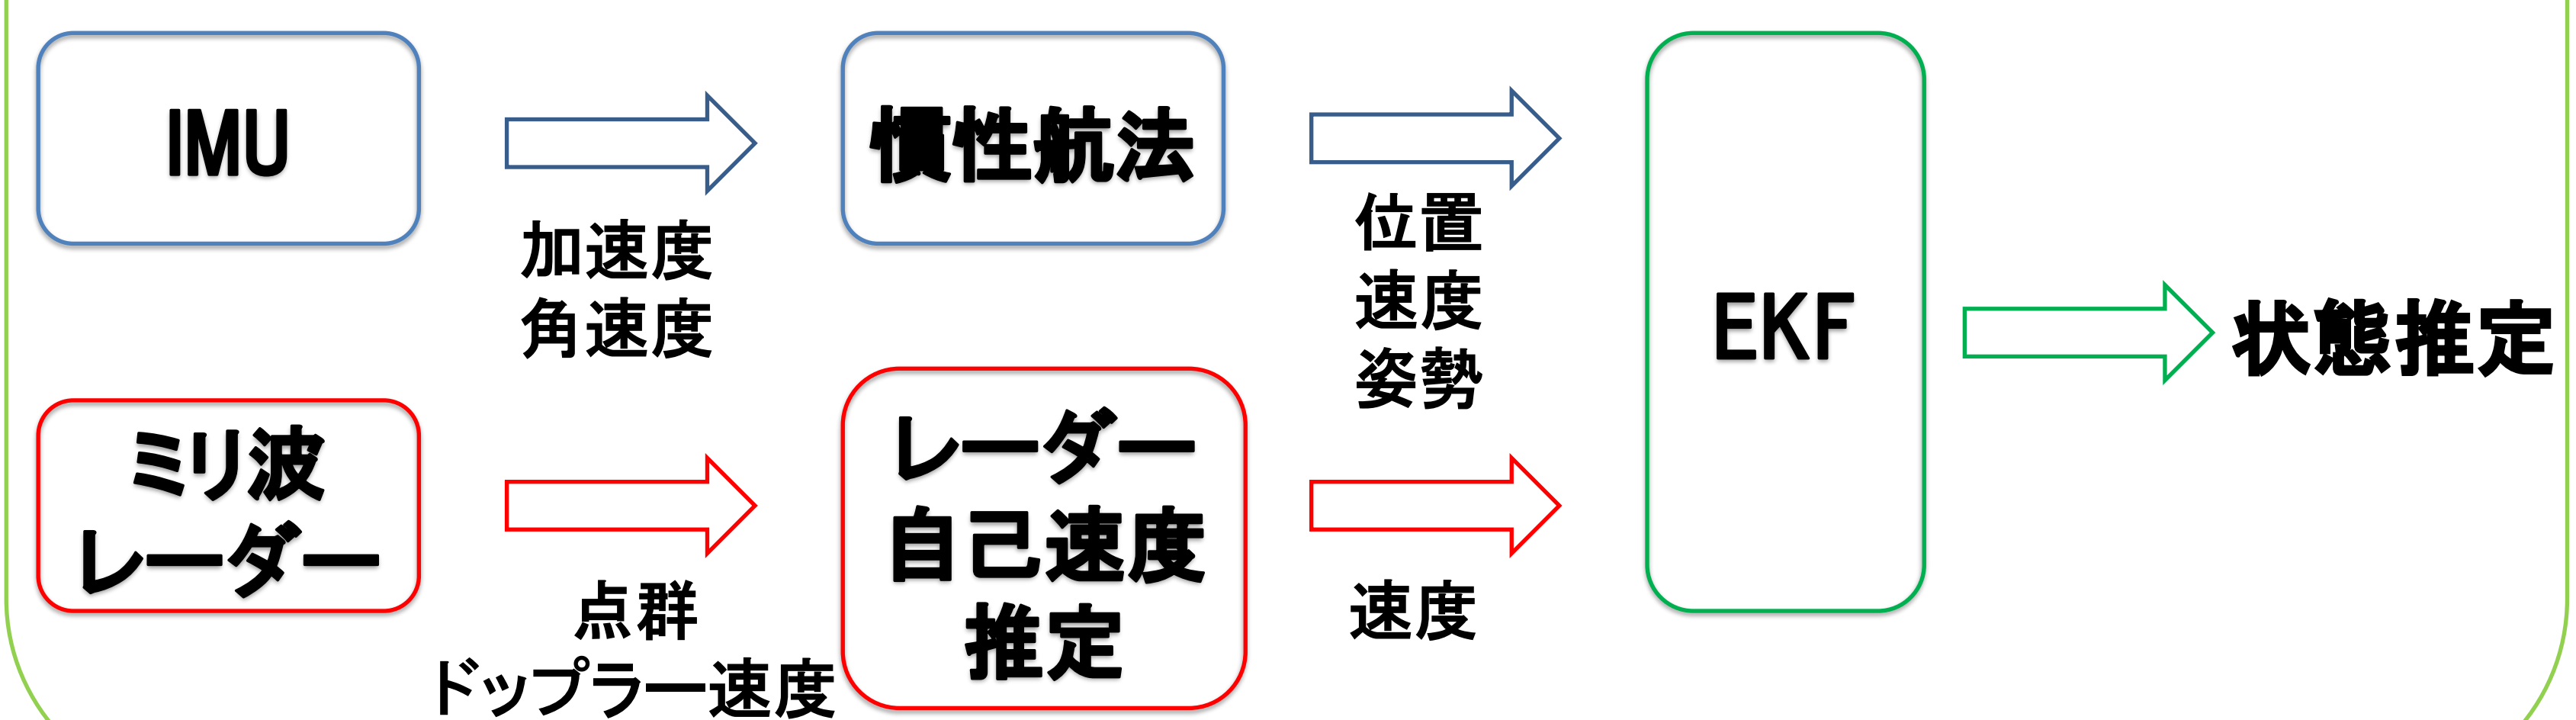 IMU
加速度
角速度
慣性航法
位置
速度
姿勢
ミリ波
レーダー
点群
ドップラー速度
レーダー
自己速度
推定
速度
EKF
状態推定